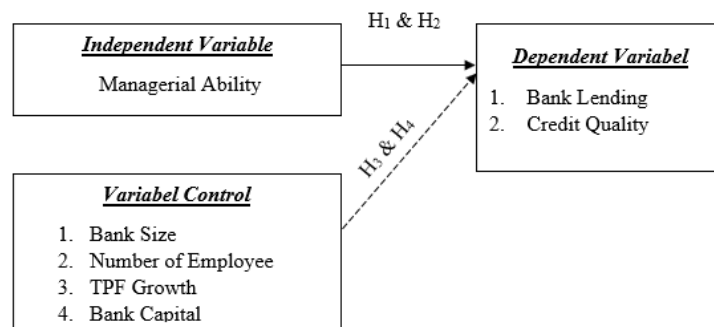 H₁ & H₂
Independent Variable
Managerial Ability
Dependent Variabel
1. Bank Lending
2. Credit Quality
H₃ & H₄
Variabel Control
1. Bank Size
2. Number of Employee
3. TPF Growth
4. Bank Capital